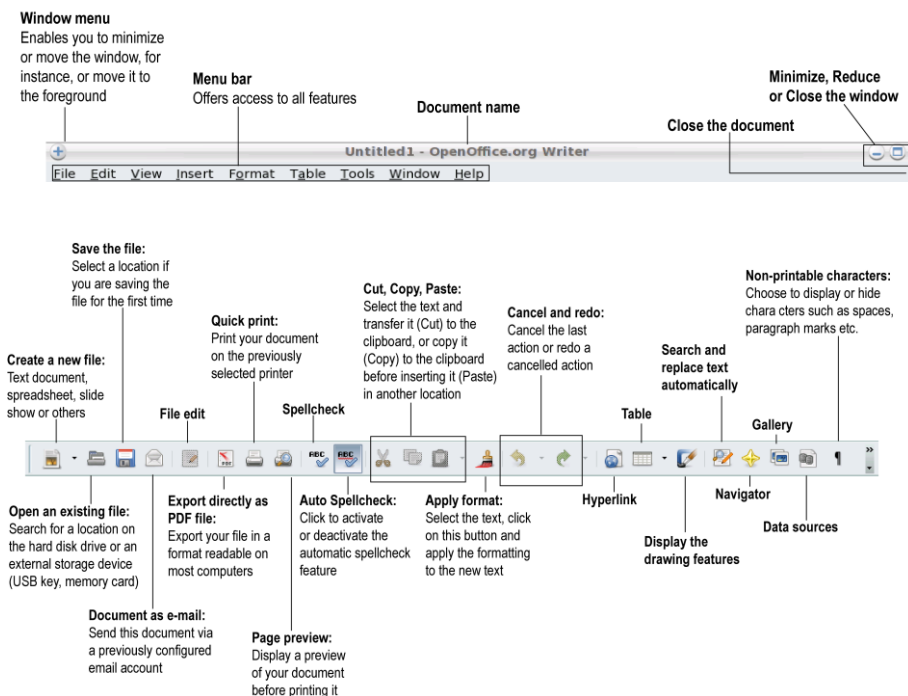 Window menu
Enables you to minimize
or move the window, for
instance, or move it to
the foreground
Menu bar
Offers access to all features
Document name
Minimize, Reduce
or Close the window
Close the document
Untitled1 - OpenOffice.org Writer
File Edit View Insert Format Table Tools Window Help
Save the file:
Select a location if
you are saving the
file for the first time
Create a new file:
Text document,
spreadsheet, slide
show or others
File edit
Quick print:
Print your document
on the previously
selected printer
Spellcheck
Cut, Copy, Paste:
Select the text and
transfer it (Cut) to the
clipboard, or copy it
(Copy) to the clipboard
before inserting it (Paste)
in another location
Cancel and redo:
Cancel the last
action or redo a
cancelled action
Table
Search and
replace text
automatically
Gallery
Non-printable characters:
Choose to display or hide
chara cters such as spaces,
paragraph marks etc.
PDF
ABC
ABC
¶
»
Open an existing file:
Search for a location on
the hard disk drive or an
external storage device
(USB key, memory card)
Document as e-mail:
Send this document via
a previously configured
email account
Export directly as
PDF file:
Export your file in a
format readable on
most computers
Page preview:
Display a preview
of your document
before printing it
Auto Spellcheck:
Click to activate
or deactivate the
automatic spellcheck
feature
Apply format:
Select the text, click
on this button and
apply the formatting
to the new text
Hyperlink
Display the
drawing features
Navigator
Data sources